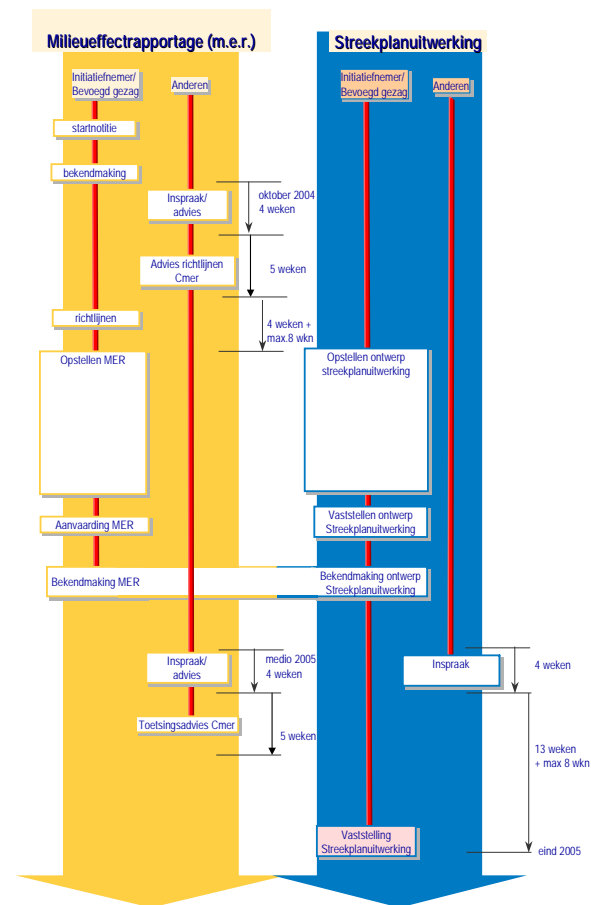 Milieueffectrapportage (m.e.r.)
Streekplanuitwerking
Initiatiefnemer/
Bevoegd gezag
Anderen
Initiatiefnemer/
Bevoegd gezag
Anderen
startnotitie
bekendmaking
Inspraak/
advies
oktober 2004
4 weken
Advies richtlijnen
Cmer
5 weken
richtlijnen
4 weken +
max.8 wkn
Opstellen MER
Opstellen ontwerp
streekplanuitwerking
Aanvaarding MER
Vaststellen ontwerp
Streekplanuitwerking
Bekendmaking MER
Bekendmaking ontwerp
Streekplanuitwerking
Inspraak/
advies
medio 2005
4 weken
Inspraak
4 weken
Toetsingsadvies Cmer
5 weken
13 weken
+ max 8 wkn
Vaststelling
Streekplanuitwerking
eind 2005